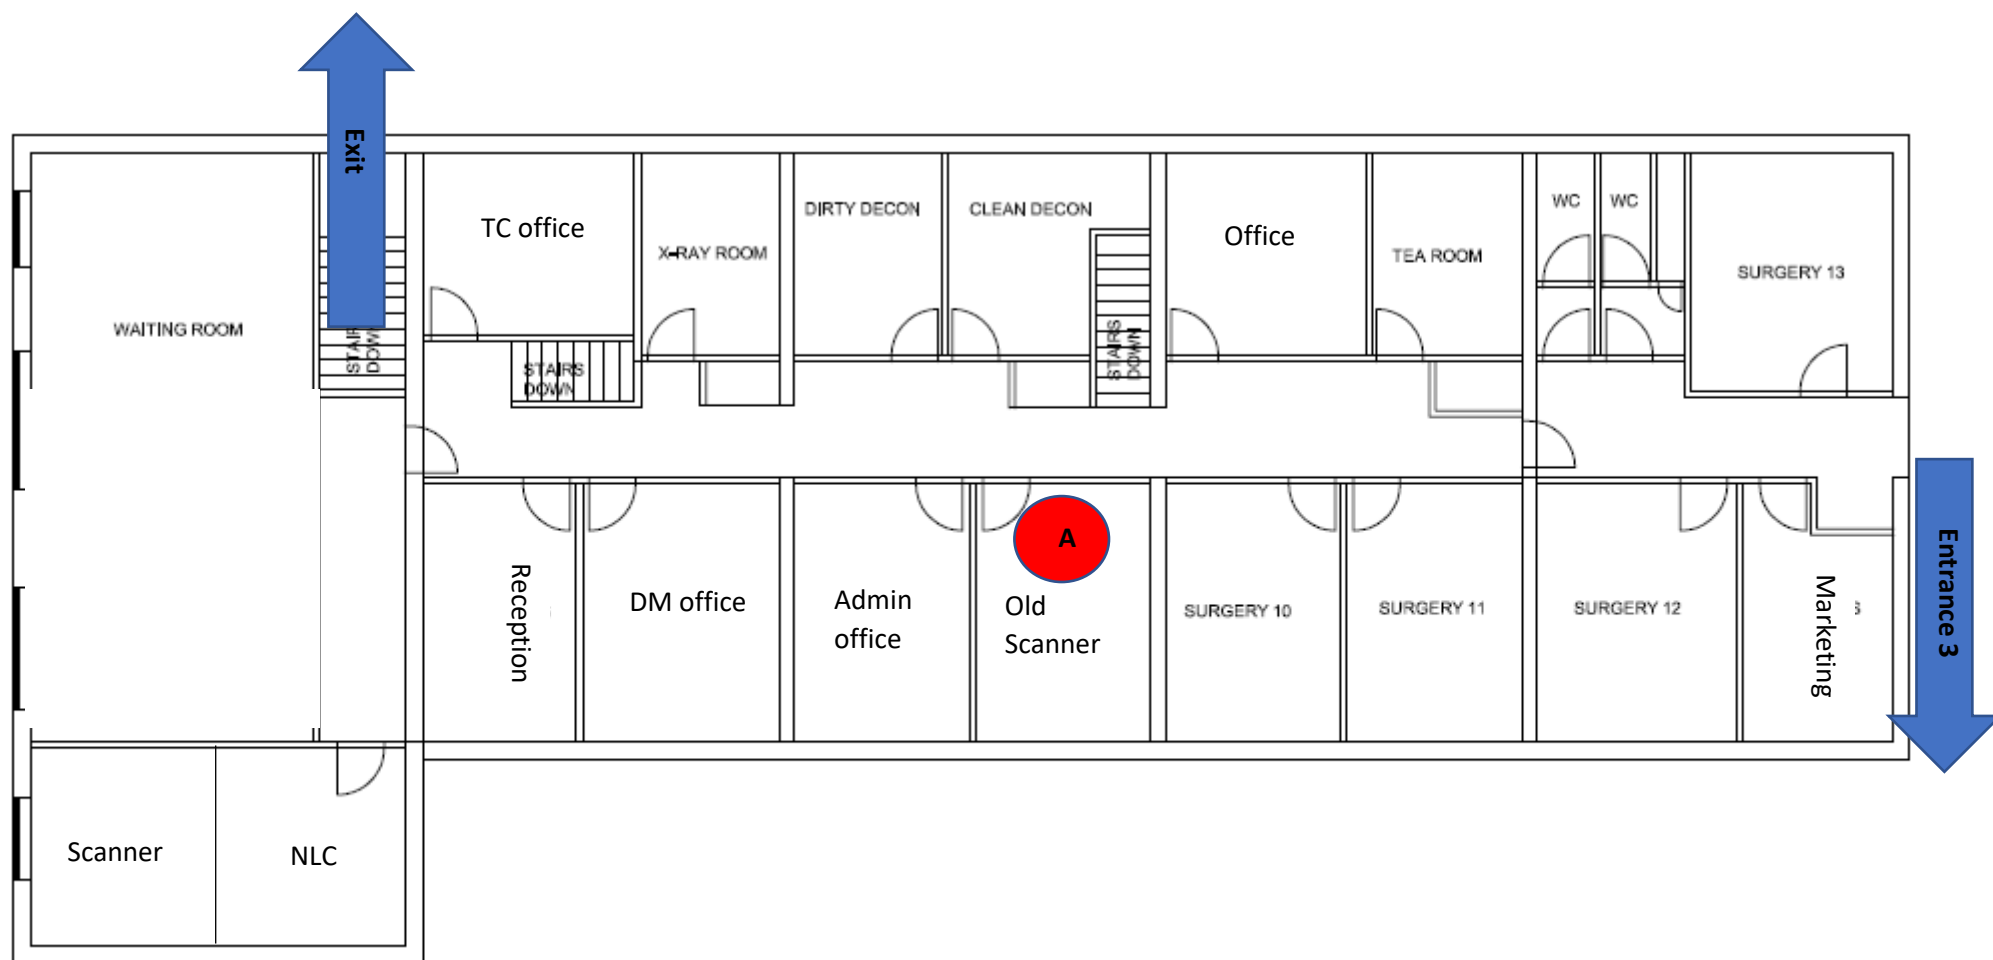 Exit
TC office
X-RAY ROOM
DIRTY DECON
CLEAN DECON
Office
TEA ROOM
WC
WC
SURGERY 13
WAITING ROOM
STAIRS
DOWN
STAIRS
DOWN
Reception
DM office
Admin
office
A
Old
Scanner
SURGERY 10
SURGERY 11
SURGERY 12
Marketing
S
Entrance 3
Scanner
NLC